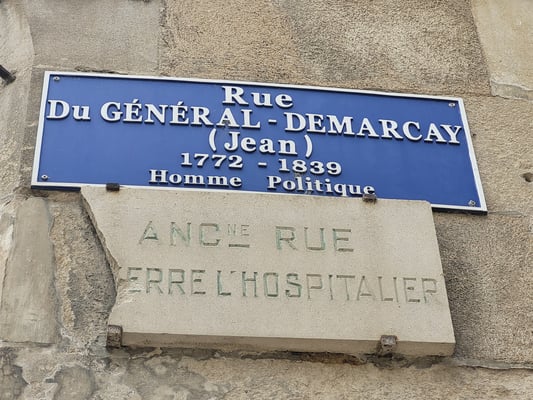 Rue
Du GÉNÉRAL - DEMARCAY
(Jean)
1772 - 1839
Homme Politique
ANCNE RUE
ERRE L'HOSPITALIER